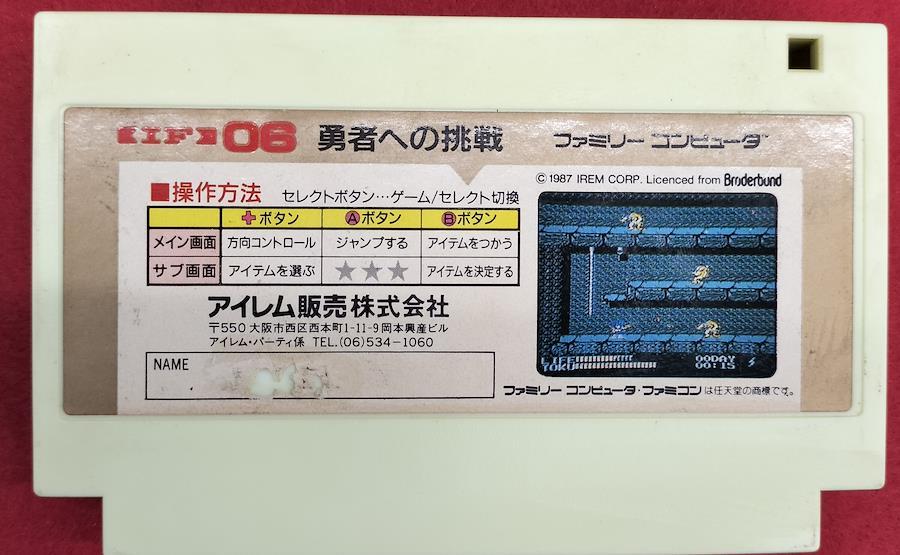 IF 06 勇者への挑戦 ファミリー コンピュータ™
■操作方法 セレクトボタン…ゲーム/セレクト切換
✚ボタン Ⓐボタン Ⓑボタン
メイン画面 方向コントロール ジャンプする アイテムをつかう
サブ画面 アイテムを選ぶ ★★★ アイテムを決定する
アイレム販売株式会社
〒550 大阪市西区西本町1-11-9岡本興産ビル
アイレム・パーティ係 TEL.(06)534-1060
NAME
©1987 IREM CORP. Licenced from Brøderbund
LIFE
TOKU
00DAY
00:15
ファミリー コンピュータ・ファミコンは任天堂の商標です。